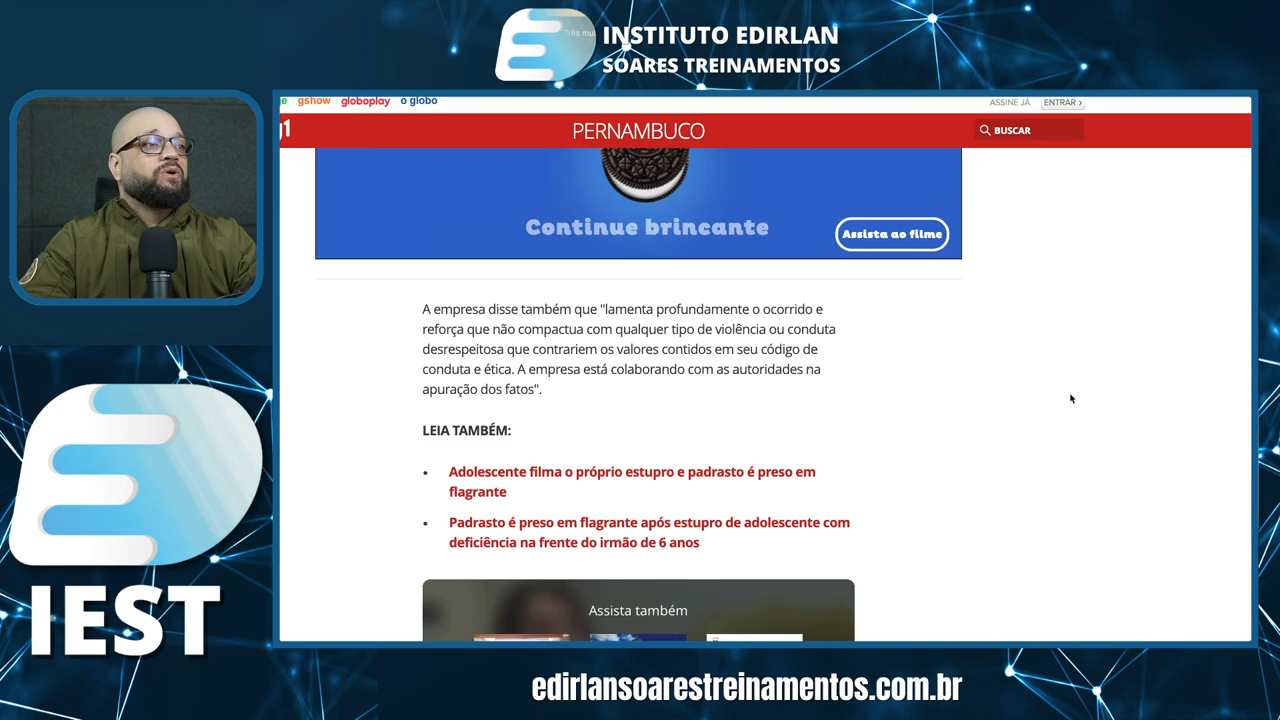 Três mu
INSTITUTO EDIRLAN
SOARES TREINAMENTOS
e gshow globoplay o globo
ASSINE JÁ ENTRAR ›
g1
PERNAMBUCO
BUSCAR
Continue brincante
Assista ao filme
A empresa disse também que "lamenta profundamente o ocorrido e
reforça que não compactua com qualquer tipo de violência ou conduta
desrespeitosa que contrariem os valores contidos em seu código de
conduta e ética. A empresa está colaborando com as autoridades na
apuração dos fatos".
LEIA TAMBÉM:
• Adolescente filma o próprio estupro e padrasto é preso em
flagrante
• Padrasto é preso em flagrante após estupro de adolescente com
deficiência na frente do irmão de 6 anos
Assista também
IEST
edirlansoarestreinamentos.com.br